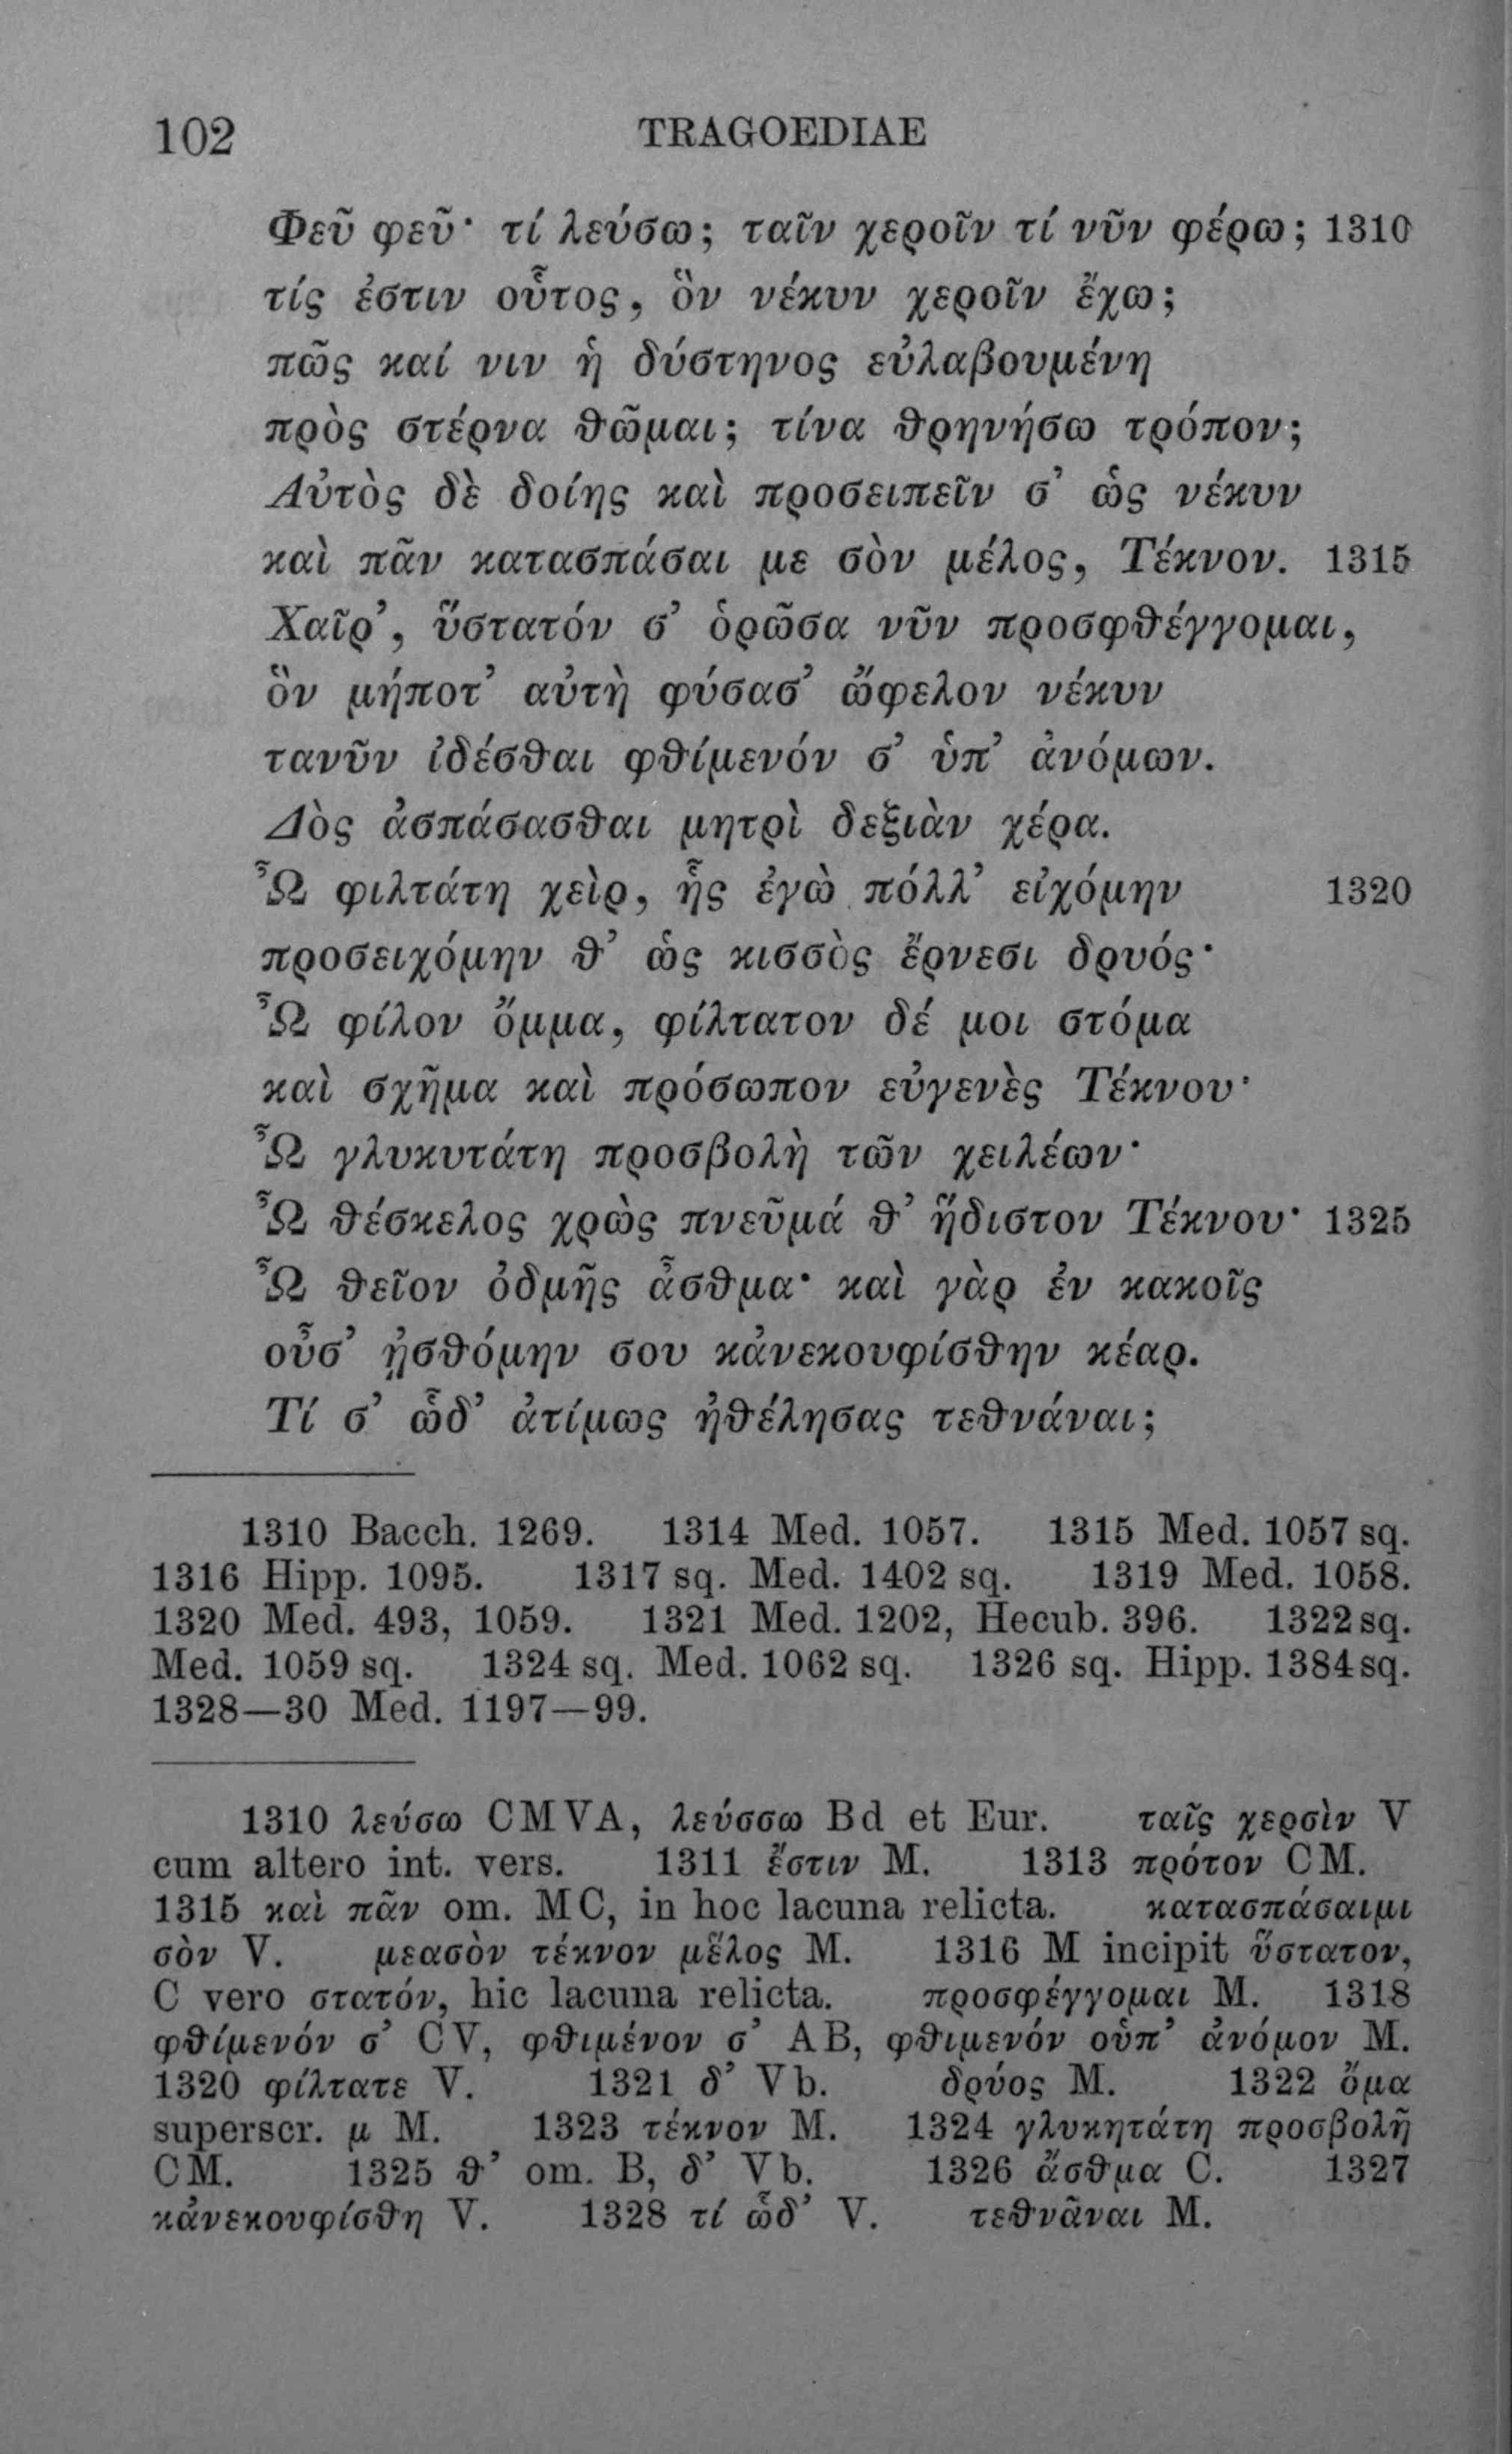 102 TRAGOEDIAE
Φεῦ φεῦ· τί λεύσω; ταῖν χεροῖν τί νῦν φέρω; 1310
τίς ἐστιν οὗτος, ὃν νέκυν χεροῖν ἔχω;
πῶς καί νιν ἡ δύστηνος εὐλαβουμένη
πρὸς στέρνα θῶμαι; τίνα θρηνήσω τρόπον;
Αὐτὸς δὲ δοίης καὶ προσειπεῖν σ’ ὡς νέκυν
καὶ πᾶν κατασπάσαι με σὸν μέλος, Τέκνον. 1315
Χαῖρ’, ὕστατόν σ’ ὁρῶσα νῦν προσφθέγγομαι,
ὃν μήποτ’ αὐτὴ φύσασ’ ὤφελον νέκυν
τανῦν ἰδέσθαι φθίμενόν σ’ ὑπ’ ἀνόμων.
Δὸς ἀσπάσασθαι μητρὶ δεξιὰν χέρα.
Ὦ φιλτάτη χεὶρ, ἧς ἐγὼ πόλλ’ εἰχόμην 1320
προσειχόμην θ’ ὡς κισσὸς ἔρνεσι δρυός·
Ὦ φίλον ὄμμα, φίλτατον δέ μοι στόμα
καὶ σχῆμα καὶ πρόσωπον εὐγενὲς Τέκνου·
Ὦ γλυκυτάτη προσβολὴ τῶν χειλέων·
Ὦ θέσκελος χρὼς πνεῦμά θ’ ἥδιστον Τέκνου· 1325
Ὦ θεῖον ὀδμῆς ἆσθμα· καὶ γὰρ ἐν κακοῖς
οὖσ’ ᾐσθόμην σου κἀνεκουφίσθην κέαρ.
Τί σ’ ὧδ’ ἀτίμως ἠθέλησας τεθνάναι;
1310 Bacch. 1269. 1314 Med. 1057. 1315 Med. 1057 sq.
1316 Hipp. 1095. 1317 sq. Med. 1402 sq. 1319 Med. 1058.
1320 Med. 493, 1059. 1321 Med. 1202, Hecub. 396. 1322 sq.
Med. 1059 sq. 1324 sq. Med. 1062 sq. 1326 sq. Hipp. 1384 sq.
1328—30 Med. 1197—99.
1310 λεύσω CMVA, λεύσσω Bd et Eur. ταῖς χερσὶν V
cum altero int. vers. 1311 ἔστιν M. 1313 πρότον CM.
1315 καὶ πᾶν om. MC, in hoc lacuna relicta. κατασπάσαιμι
σὸν V. μεασὸν τέκνον μἔλος M. 1316 M incipit ὕστατον,
C vero στατόν, hic lacuna relicta. προσφέγγομαι M. 1318
φθίμενόν σ’ CV, φθιμένον σ’ AB, φθιμενόν οὑπ’ ἀνόμον M.
1320 φίλτατε V. 1321 δ’ Vb. δρύος M. 1322 ὄμα
superscr. μ M. 1323 τέκνον M. 1324 γλυκητάτη προσβολῆ
CM. 1325 θ’ om. B, δ’ Vb. 1326 ἄσθμα C. 1327
κἀνεκουφίσθη V. 1328 τί ὧδ’ V. τεθνᾶναι M.